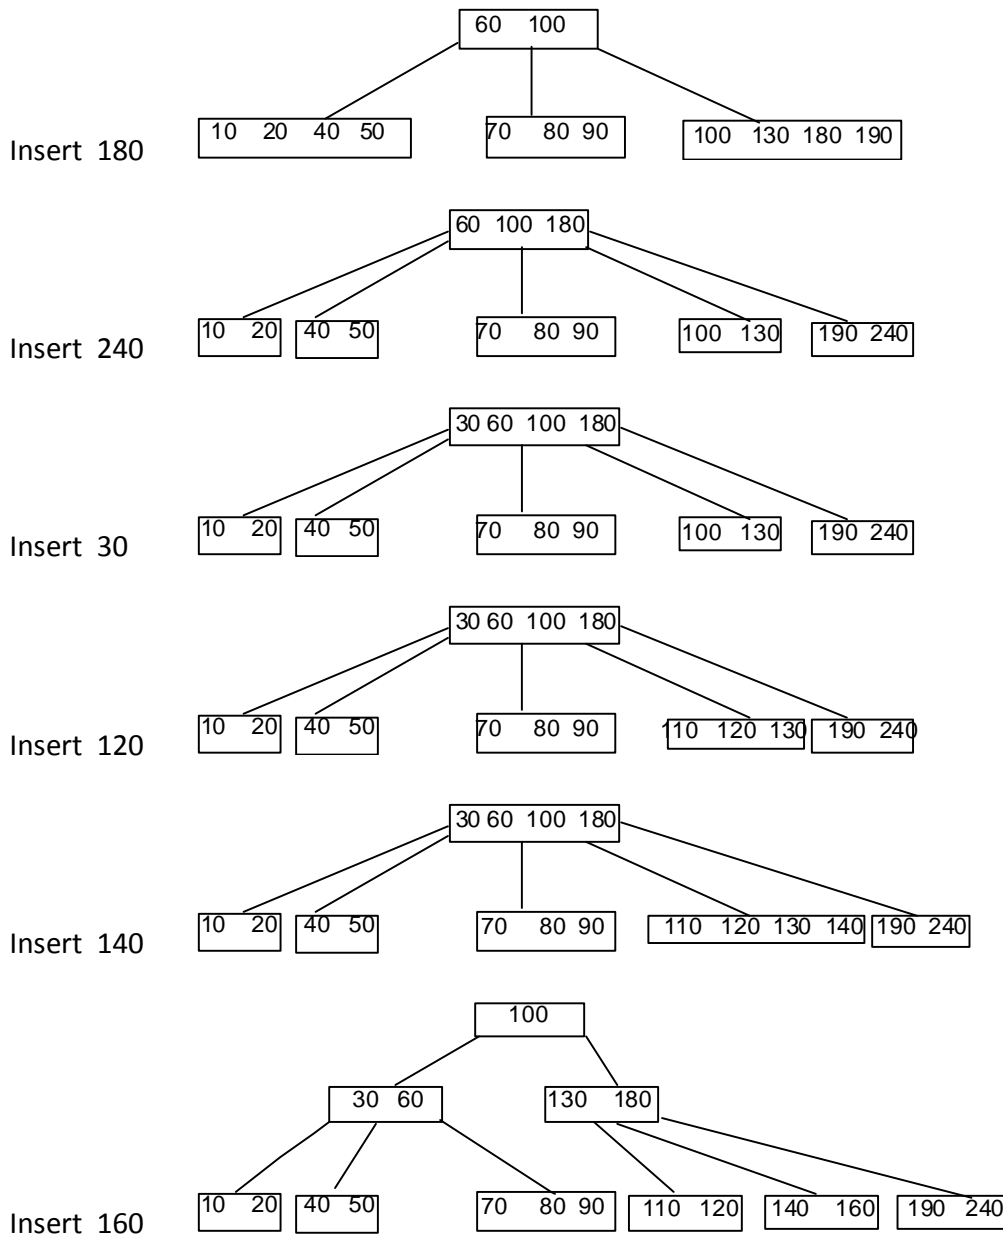 60 100
10 20 40 50 70 80 90 100 130 180 190
Insert 180
60 100 180
10 20 40 50 70 80 90 100 130 190 240
Insert 240
30 60 100 180
10 20 40 50 70 80 90 100 130 190 240
Insert 30
30 60 100 180
10 20 40 50 70 80 90 110 120 130 190 240
Insert 120
30 60 100 180
10 20 40 50 70 80 90 110 120 130 140 190 240
Insert 140
100
30 60 130 180
10 20 40 50 70 80 90 110 120 140 160 190 240
Insert 160